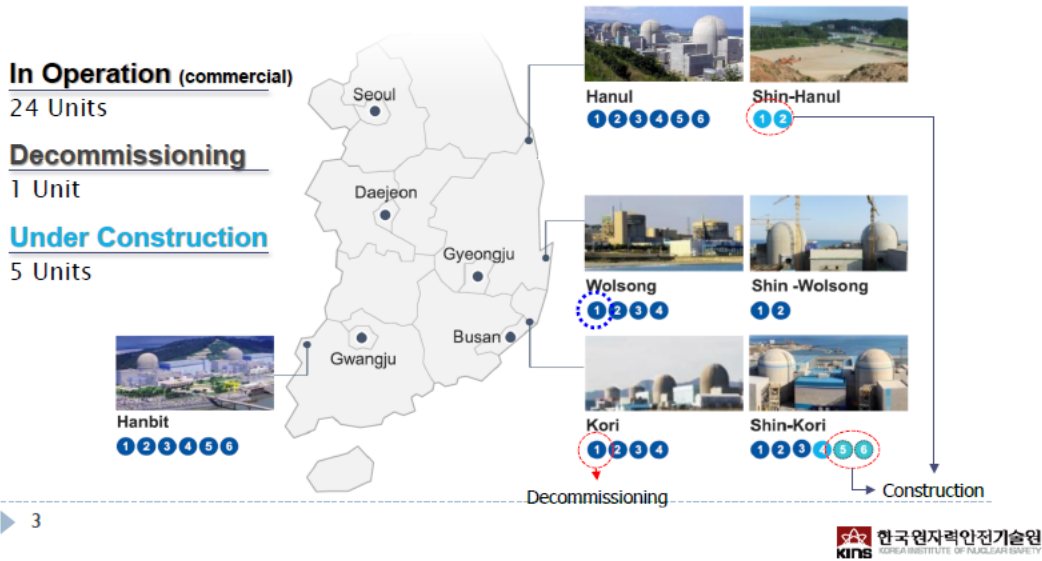 In Operation (commercial)
24 Units
Decommissioning
1 Unit
Under Construction
5 Units
Seoul
Daejeon
Gyeongju
Busan
Gwangju
Hanul
1 2 3 4 5 6
Shin-Hanul
1 2
Wolsong
1 2 3 4
Shin -Wolsong
1 2
Kori
1 2 3 4
Shin-Kori
1 2 3 4 5 6
Hanbit
1 2 3 4 5 6
Decommissioning
Construction
3
KINS 한국원자력안전기술원
KOREA INSTITUTE OF NUCLEAR SAFETY